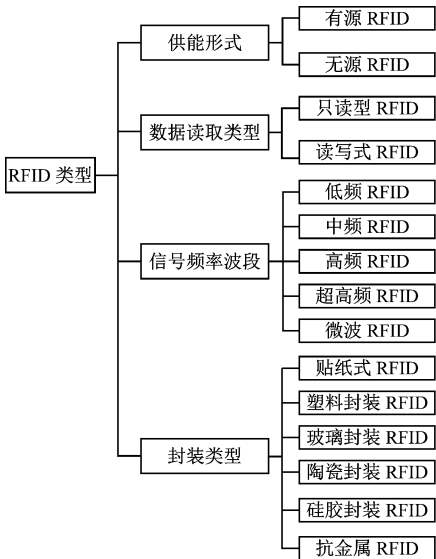 RFID 类型
供能形式
有源 RFID
无源 RFID
数据读取类型
只读型 RFID
读写式 RFID
信号频率波段
低频 RFID
中频 RFID
高频 RFID
超高频 RFID
微波 RFID
封装类型
贴纸式 RFID
塑料封装 RFID
玻璃封装 RFID
陶瓷封装 RFID
硅胶封装 RFID
抗金属 RFID